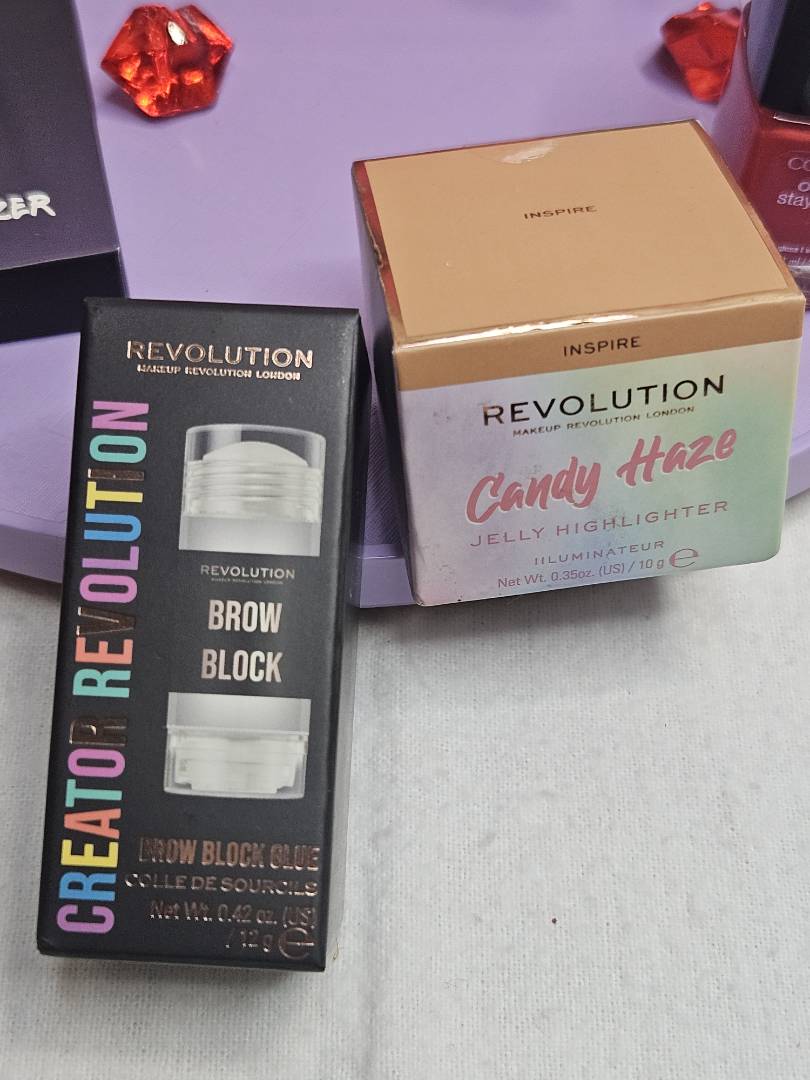 ZER
INSPIRE
INSPIRE
REVOLUTION
MAKEUP REVOLUTION LONDON
Candy Haze
JELLY HIGHLIGHTER
ILLUMINATEUR
Net Wt. 0.35oz. (US) / 10 g ℮
CREATOR REVOLUTION
REVOLUTION
MAKEUP REVOLUTION LONDON
REVOLUTION
MAKEUP REVOLUTION LONDON
BROW
BLOCK
BROW BLOCK GLUE
COLLE DE SOURCILS
Net Wt. 0.42 oz. (US)
/ 12 g ℮
CO
o
stay